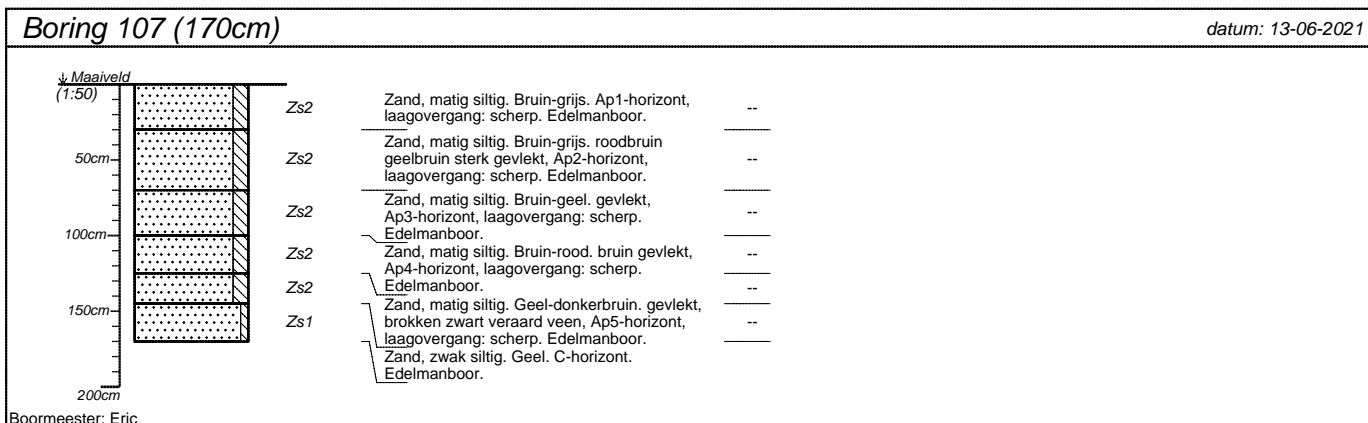 Boring 107 (170cm)
datum: 13-06-2021
Maaiveld
(1:50)
50cm
100cm
150cm
200cm
Zs2
Zand, matig siltig. Bruin-grijs. Ap1-horizont,
laagovergang: scherp. Edelmanboor.
--
Zs2
Zand, matig siltig. Bruin-grijs. roodbruin
geelbruin sterk gevlekt, Ap2-horizont,
laagovergang: scherp. Edelmanboor.
--
Zs2
Zand, matig siltig. Bruin-geel. gevlekt,
Ap3-horizont, laagovergang: scherp.
Edelmanboor.
--
Zs2
Zand, matig siltig. Bruin-rood. bruin gevlekt,
Ap4-horizont, laagovergang: scherp.
Edelmanboor.
--
Zs2
Zand, matig siltig. Geel-donkerbruin. gevlekt,
brokken zwart veraard veen, Ap5-horizont,
laagovergang: scherp. Edelmanboor.
--
Zs1
Zand, zwak siltig. Geel. C-horizont.
Edelmanboor.
--
Boormeester: Eric